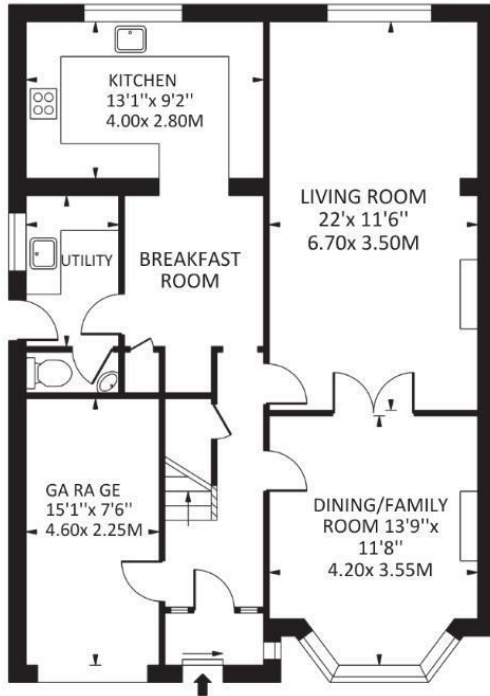 KITCHEN
13'1''x 9'2''
4.00x 2.80M
LIVING ROOM
22'x 11'6''
6.70x 3.50M
UTILITY
BREAKFAST
ROOM
GA RA GE
15'1''x 7'6''
4.60x 2.25M
DINING/FAMILY
ROOM 13'9''x
11'8''
4.20x 3.55M